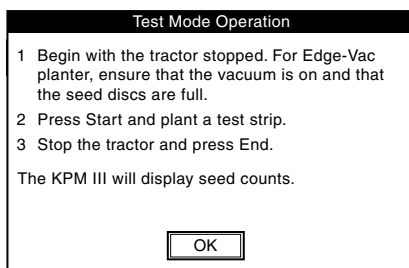 Test Mode Operation
1 Begin with the tractor stopped. For Edge-Vac
planter, ensure that the vacuum is on and that
the seed discs are full.
2 Press Start and plant a test strip.
3 Stop the tractor and press End.
The KPM III will display seed counts.
OK